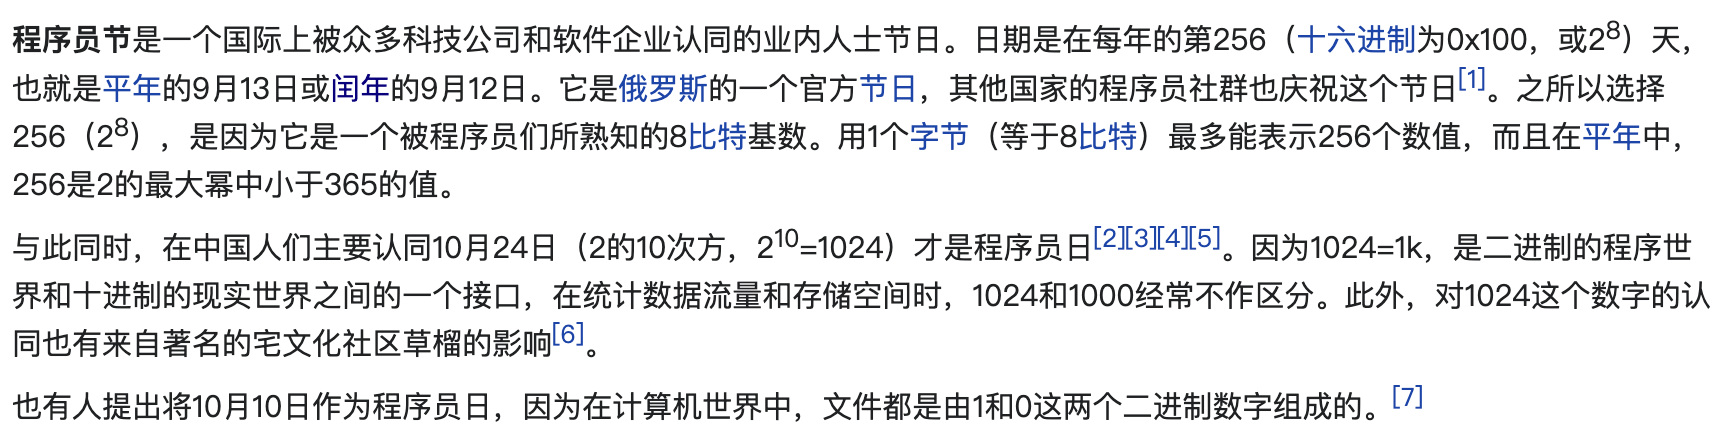 程序员节是一个国际上被众多科技公司和软件企业认同的业内人士节日。日期是在每年的第256（十六进制为0x100，或2⁸）天，
也就是平年的9月13日或闰年的9月12日。它是俄罗斯的一个官方节日，其他国家的程序员社群也庆祝这个节日[1]。之所以选择
256（2⁸），是因为它是一个被程序员们所熟知的8比特基数。用1个字节（等于8比特）最多能表示256个数值，而且在平年中，
256是2的最大幂中小于365的值。
与此同时，在中国人们主要认同10月24日（2的10次方，2¹⁰=1024）才是程序员日[2][3][4][5]。因为1024=1k，是二进制的程序世
界和十进制的现实世界之间的一个接口，在统计数据流量和存储空间时，1024和1000经常不作区分。此外，对1024这个数字的认
同也有来自著名的宅文化社区草榴的影响[6]。
也有人提出将10月10日作为程序员日，因为在计算机世界中，文件都是由1和0这两个二进制数字组成的。[7]